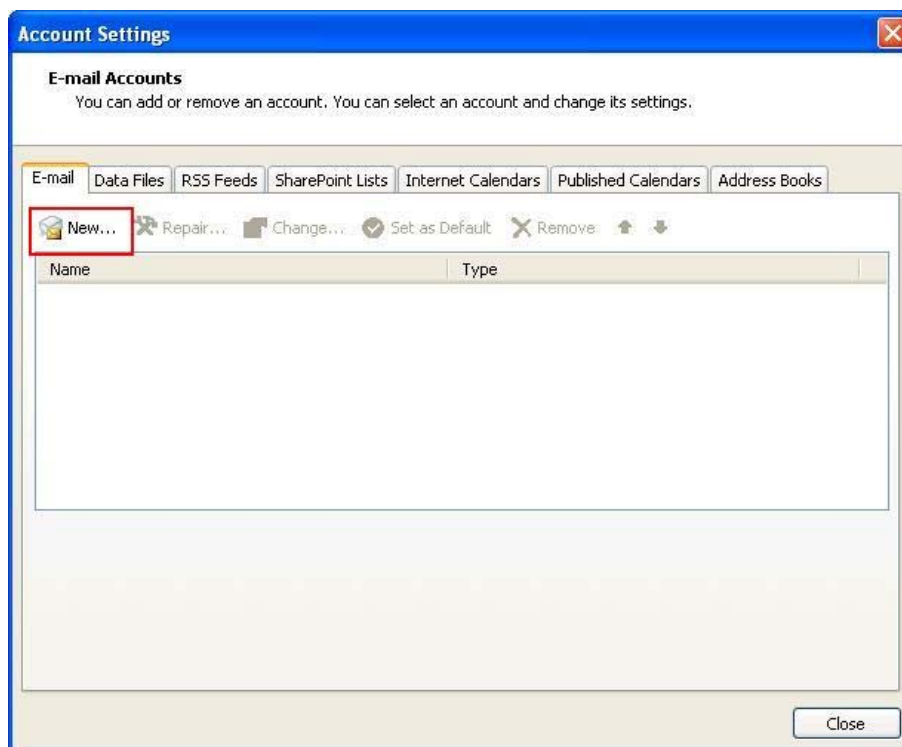 Account Settings
E-mail Accounts
You can add or remove an account. You can select an account and change its settings.
E-mail Data Files RSS Feeds SharePoint Lists Internet Calendars Published Calendars Address Books
New... Repair... Change... Set as Default Remove
Name Type
Close